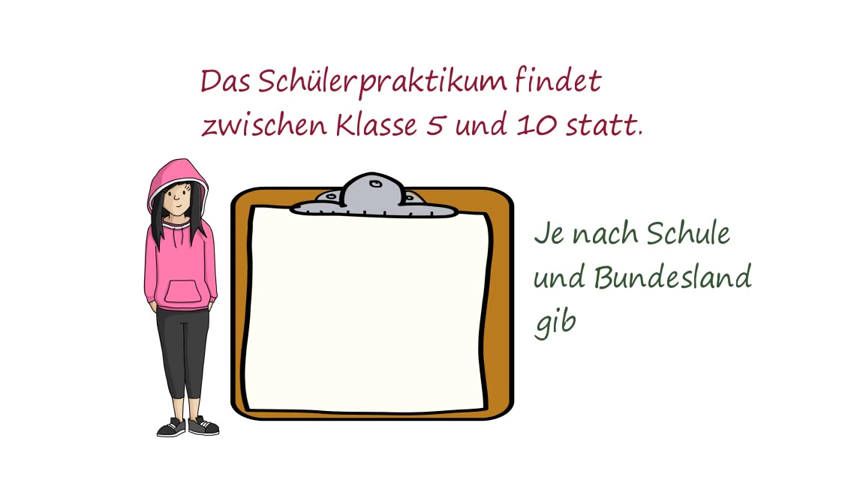 Das Schülerpraktikum findet
zwischen Klasse 5 und 10 statt.
Je nach Schule
und Bundesland
gib